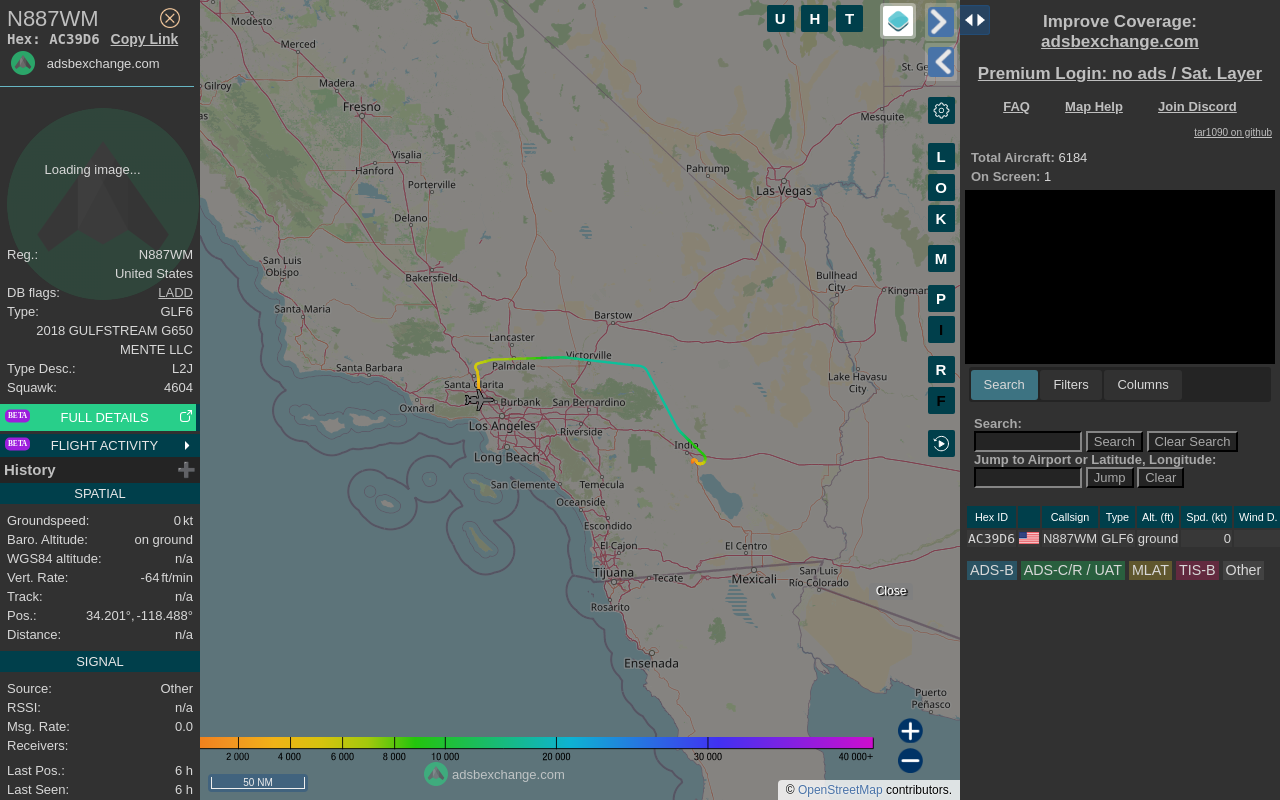 N887WM
Hex: AC39D6 Copy Link
adsbexchange.com
Loading image...
Reg.: N887WM
United States
DB flags: LADD
Type: GLF6
2018 GULFSTREAM G650
MENTE LLC
Type Desc.: L2J
Squawk: 4604
BETA FULL DETAILS
BETA FLIGHT ACTIVITY
History
SPATIAL
Groundspeed: 0 kt
Baro. Altitude: on ground
WGS84 altitude: n/a
Vert. Rate: -64 ft/min
Track: n/a
Pos.: 34.201°, -118.488°
Distance: n/a
SIGNAL
Source: Other
RSSI: n/a
Msg. Rate: 0.0
Receivers:
Last Pos.: 6 h
Last Seen: 6 h
Modesto
Merced
Madera
Gilroy
Fresno
as
St. Ge
Mesquite
Visalia
Hanford
Porterville
Pahrump
Las Vegas
Delano
San Luis
Obispo
Bakersfield
Bullhead
City
Kingman
Santa Maria
Barstow
Lancaster
Victorville
Palmdale
Santa Barbara
Santa Clarita
Lake Havasu
City
Oxnard
Burbank
San Bernardino
Los Angeles
Riverside
Indio
Long Beach
San Clemente
Temecula
Oceanside
Escondido
El Cajon
El Centro
Tijuana
Tecate
Mexicali
San Luis
Río Colorado
Rosarito
Close
Ensenada
Puerto
Peñasco
U H T
L
O
K
M
P
I
R
F
2 000 4 000 6 000 8 000 10 000 20 000 30 000 40 000+
adsbexchange.com
50 NM
© OpenStreetMap contributors.
Improve Coverage:
adsbexchange.com
Premium Login: no ads / Sat. Layer
FAQ Map Help Join Discord
tar1090 on github
Total Aircraft: 6184
On Screen: 1
Search Filters Columns
Search:
Search Clear Search
Jump to Airport or Latitude, Longitude:
Jump Clear
Hex ID Callsign Type Alt. (ft) Spd. (kt) Wind D.
AC39D6 N887WM GLF6 ground 0
ADS-B ADS-C/R / UAT MLAT TIS-B Other